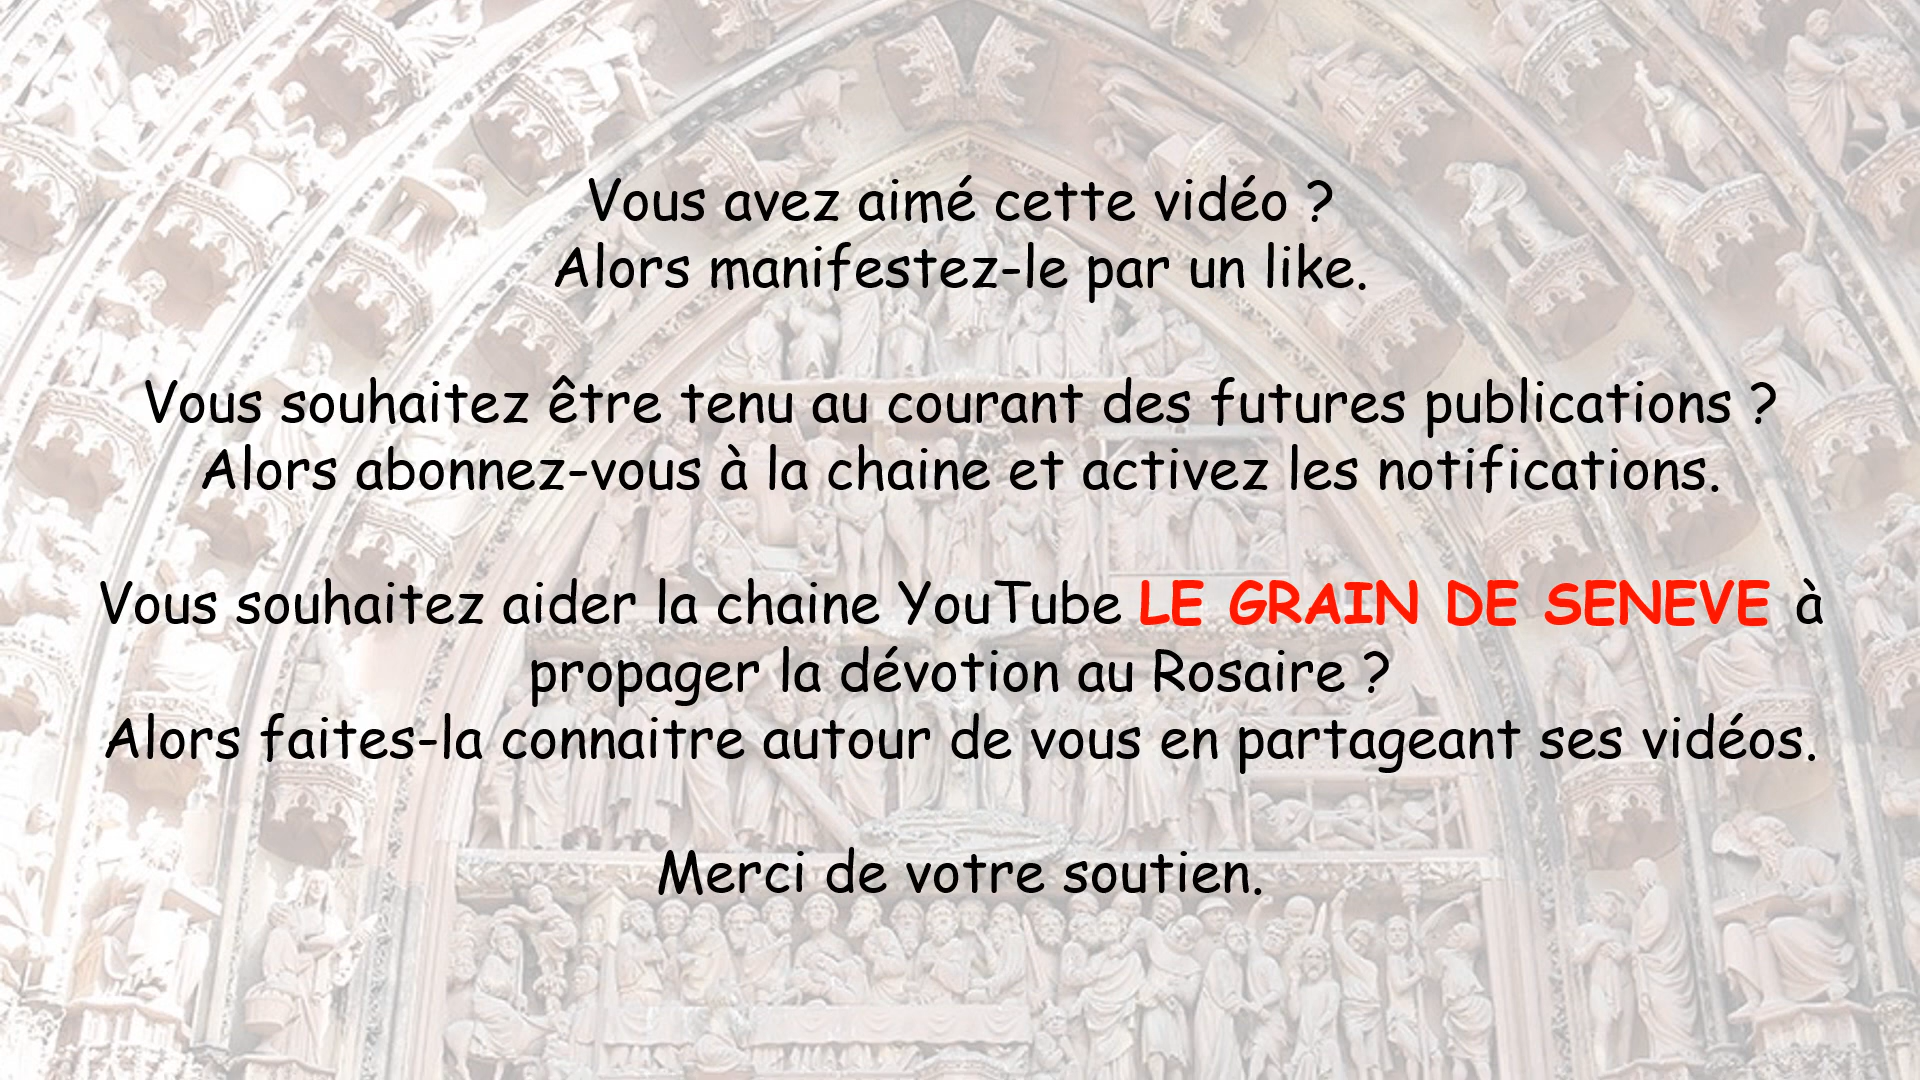 Vous avez aimé cette vidéo ?
Alors manifestez-le par un like.
Vous souhaitez être tenu au courant des futures publications ?
Alors abonnez-vous à la chaine et activez les notifications.
Vous souhaitez aider la chaine YouTube LE GRAIN DE SENEVE à
propager la dévotion au Rosaire ?
Alors faites-la connaitre autour de vous en partageant ses vidéos.
Merci de votre soutien.